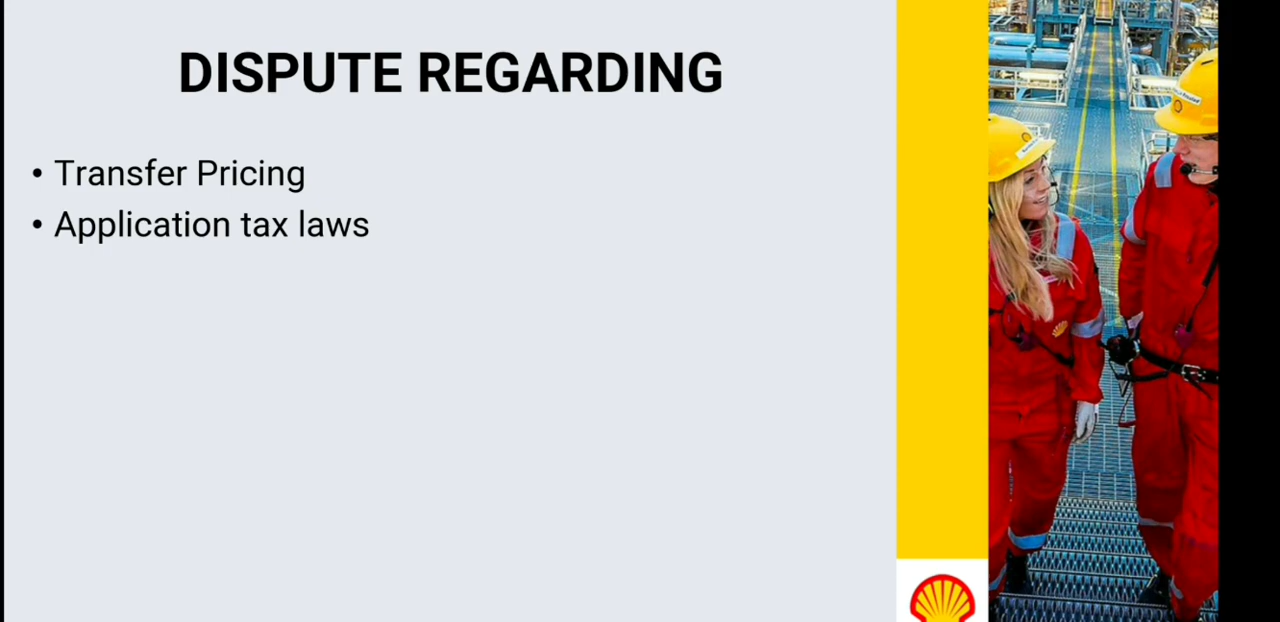 DISPUTE REGARDING
• Transfer Pricing
• Application tax laws